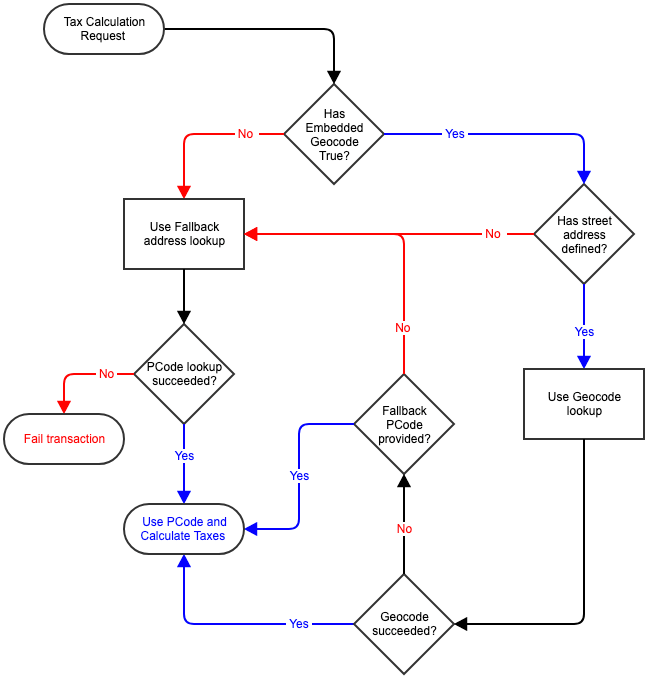 Tax Calculation
Request
Has
Embedded
Geocode
True?
No
Yes
Use Fallback
address lookup
Has street
address
defined?
No
Yes
No
PCode lookup
succeeded?
No
Use Geocode
lookup
Fallback
PCode
provided?
Fail transaction
Yes
Yes
Use PCode and
Calculate Taxes
No
Geocode
succeeded?
Yes